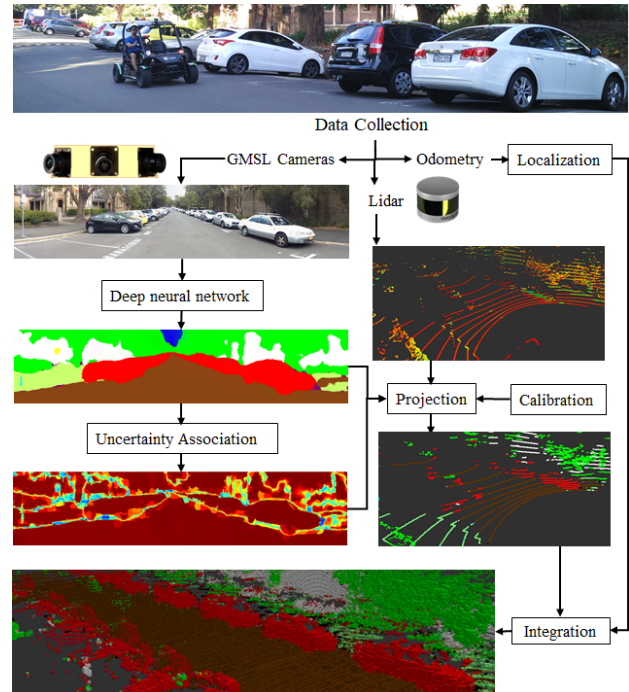 Data Collection
GMSL Cameras
Odometry
Localization
Lidar
Deep neural network
Projection
Calibration
Uncertainty Association
Integration